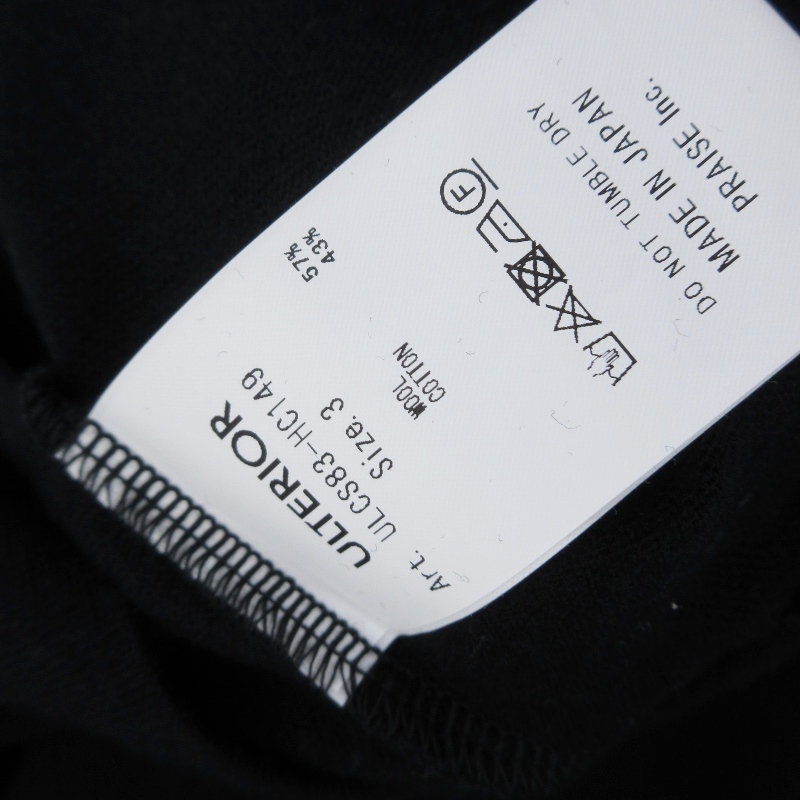 ULTERIOR
Art. ULCS83-HC149
Size. 3
WOOL 57%
COTTON 43%
F
DO NOT TUMBLE DRY
MADE IN JAPAN
PRAISE Inc.